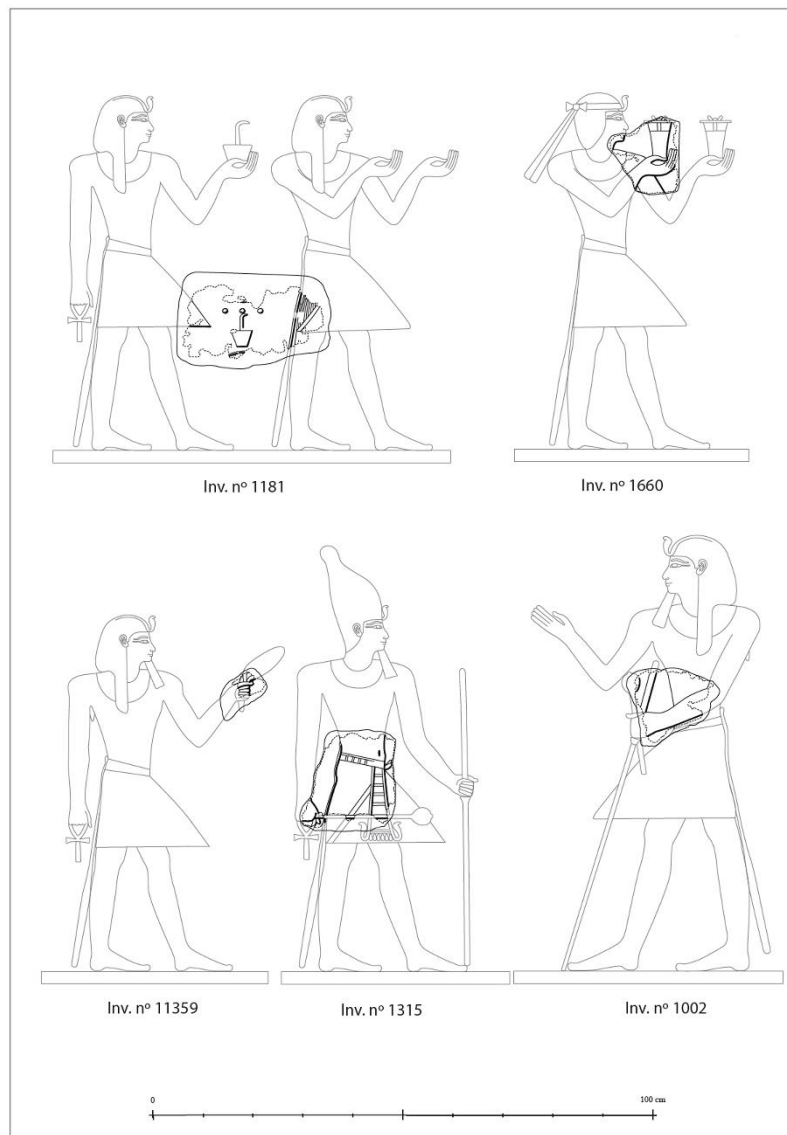 Inv. nº 1181
Inv. nº 1660
Inv. nº 11359
Inv. nº 1315
Inv. nº 1002
0
100 cm